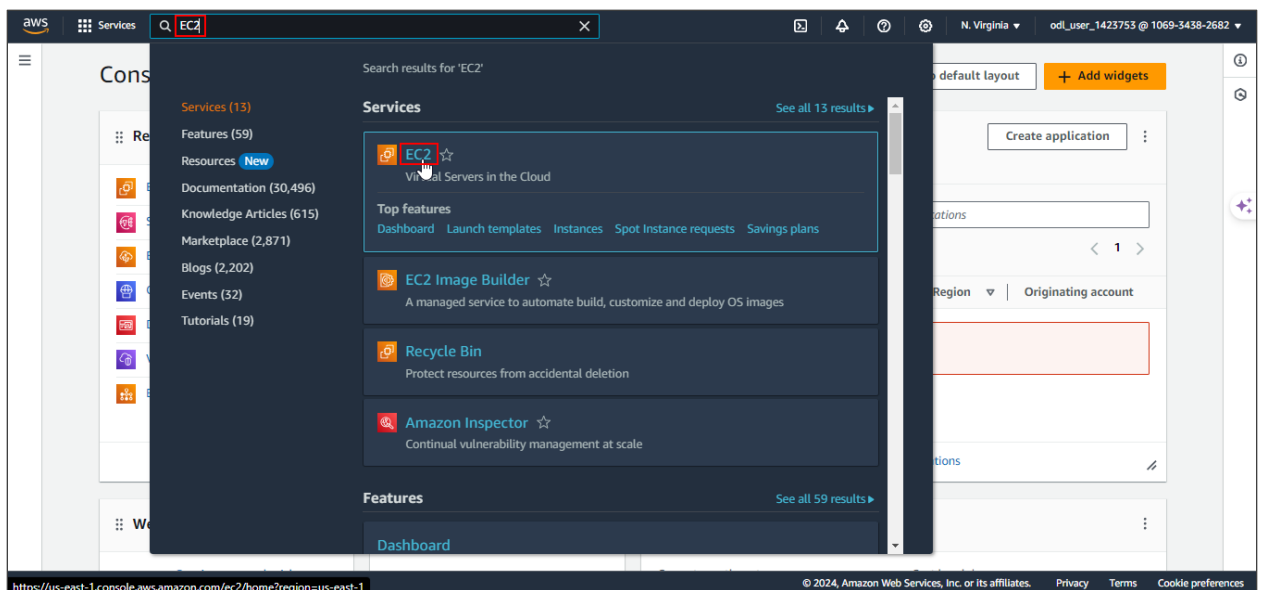 aws
Services
EC2
N. Virginia
odl_user_1423753 @ 1069-3438-2682
Cons
Search results for 'EC2'
default layout
+ Add widgets
Services (13)
Features (59)
Resources New
Documentation (30,496)
Knowledge Articles (615)
Marketplace (2,871)
Blogs (2,202)
Events (32)
Tutorials (19)
Services
See all 13 results
EC2
Virtual Servers in the Cloud
Top features
Dashboard Launch templates Instances Spot Instance requests Savings plans
EC2 Image Builder
A managed service to automate build, customize and deploy OS images
Recycle Bin
Protect resources from accidental deletion
Amazon Inspector
Continual vulnerability management at scale
Features
See all 59 results
Dashboard
Re
Create application
1
Region
Originating account
We
https://us-east-1.console.aws.amazon.com/ec2/home?region=us-east-1
© 2024, Amazon Web Services, Inc. or its affiliates.
Privacy Terms Cookie preferences